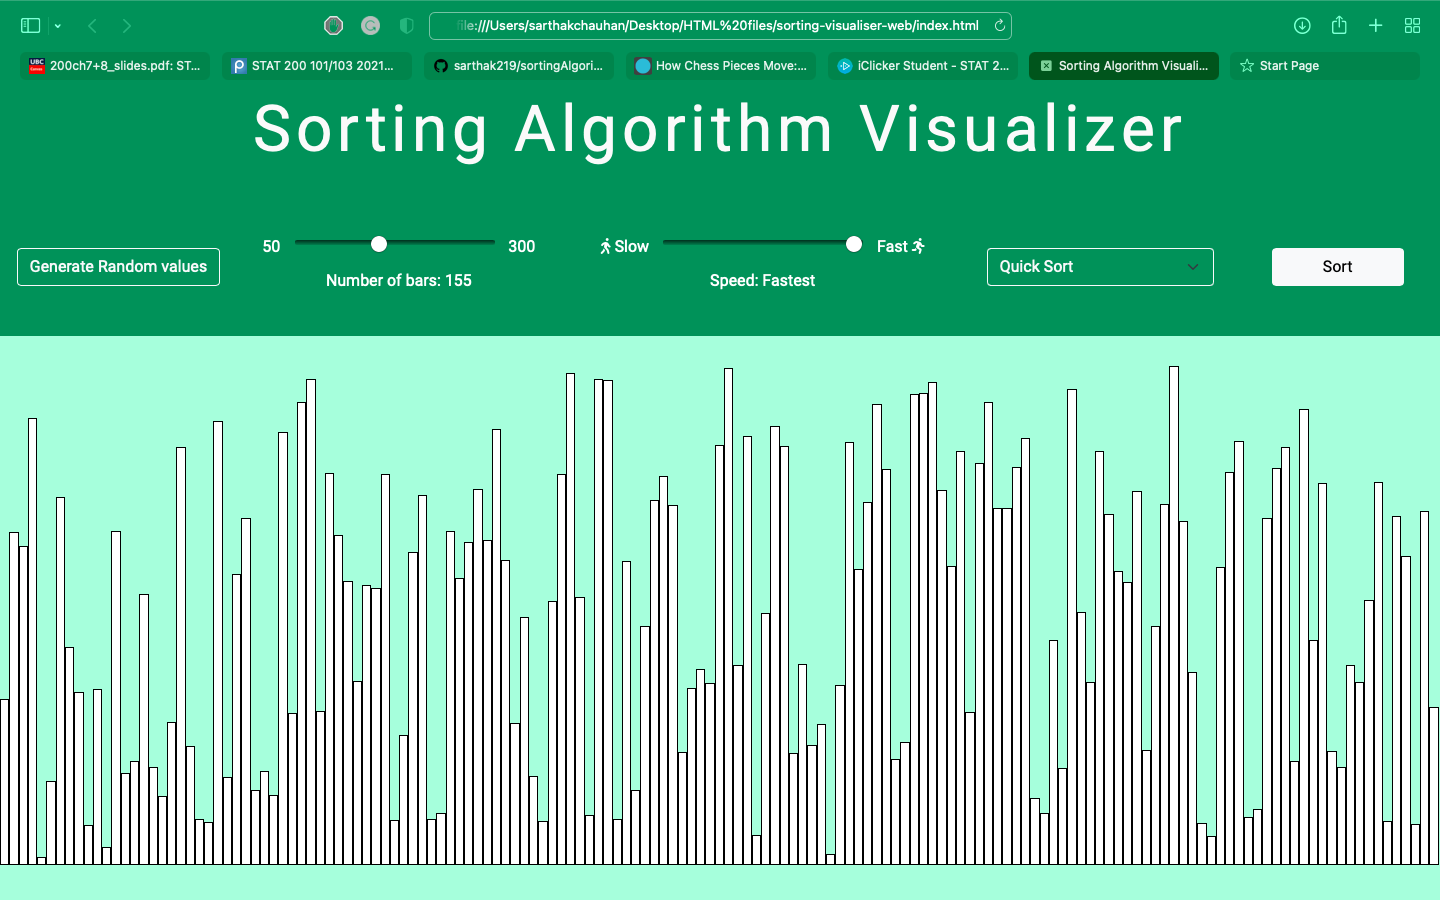 file:///Users/sarthakchauhan/Desktop/HTML%20files/sorting-visualiser-web/index.html
UBC Canvas 200ch7+8_slides.pdf: ST... STAT 200 101/103 2021... sarthak219/sortingAlgori... How Chess Pieces Move:... iClicker Student - STAT 2... Sorting Algorithm Visuali... Start Page
Sorting Algorithm Visualizer
Generate Random values 50 300 Slow Fast Quick Sort Sort
Number of bars: 155 Speed: Fastest